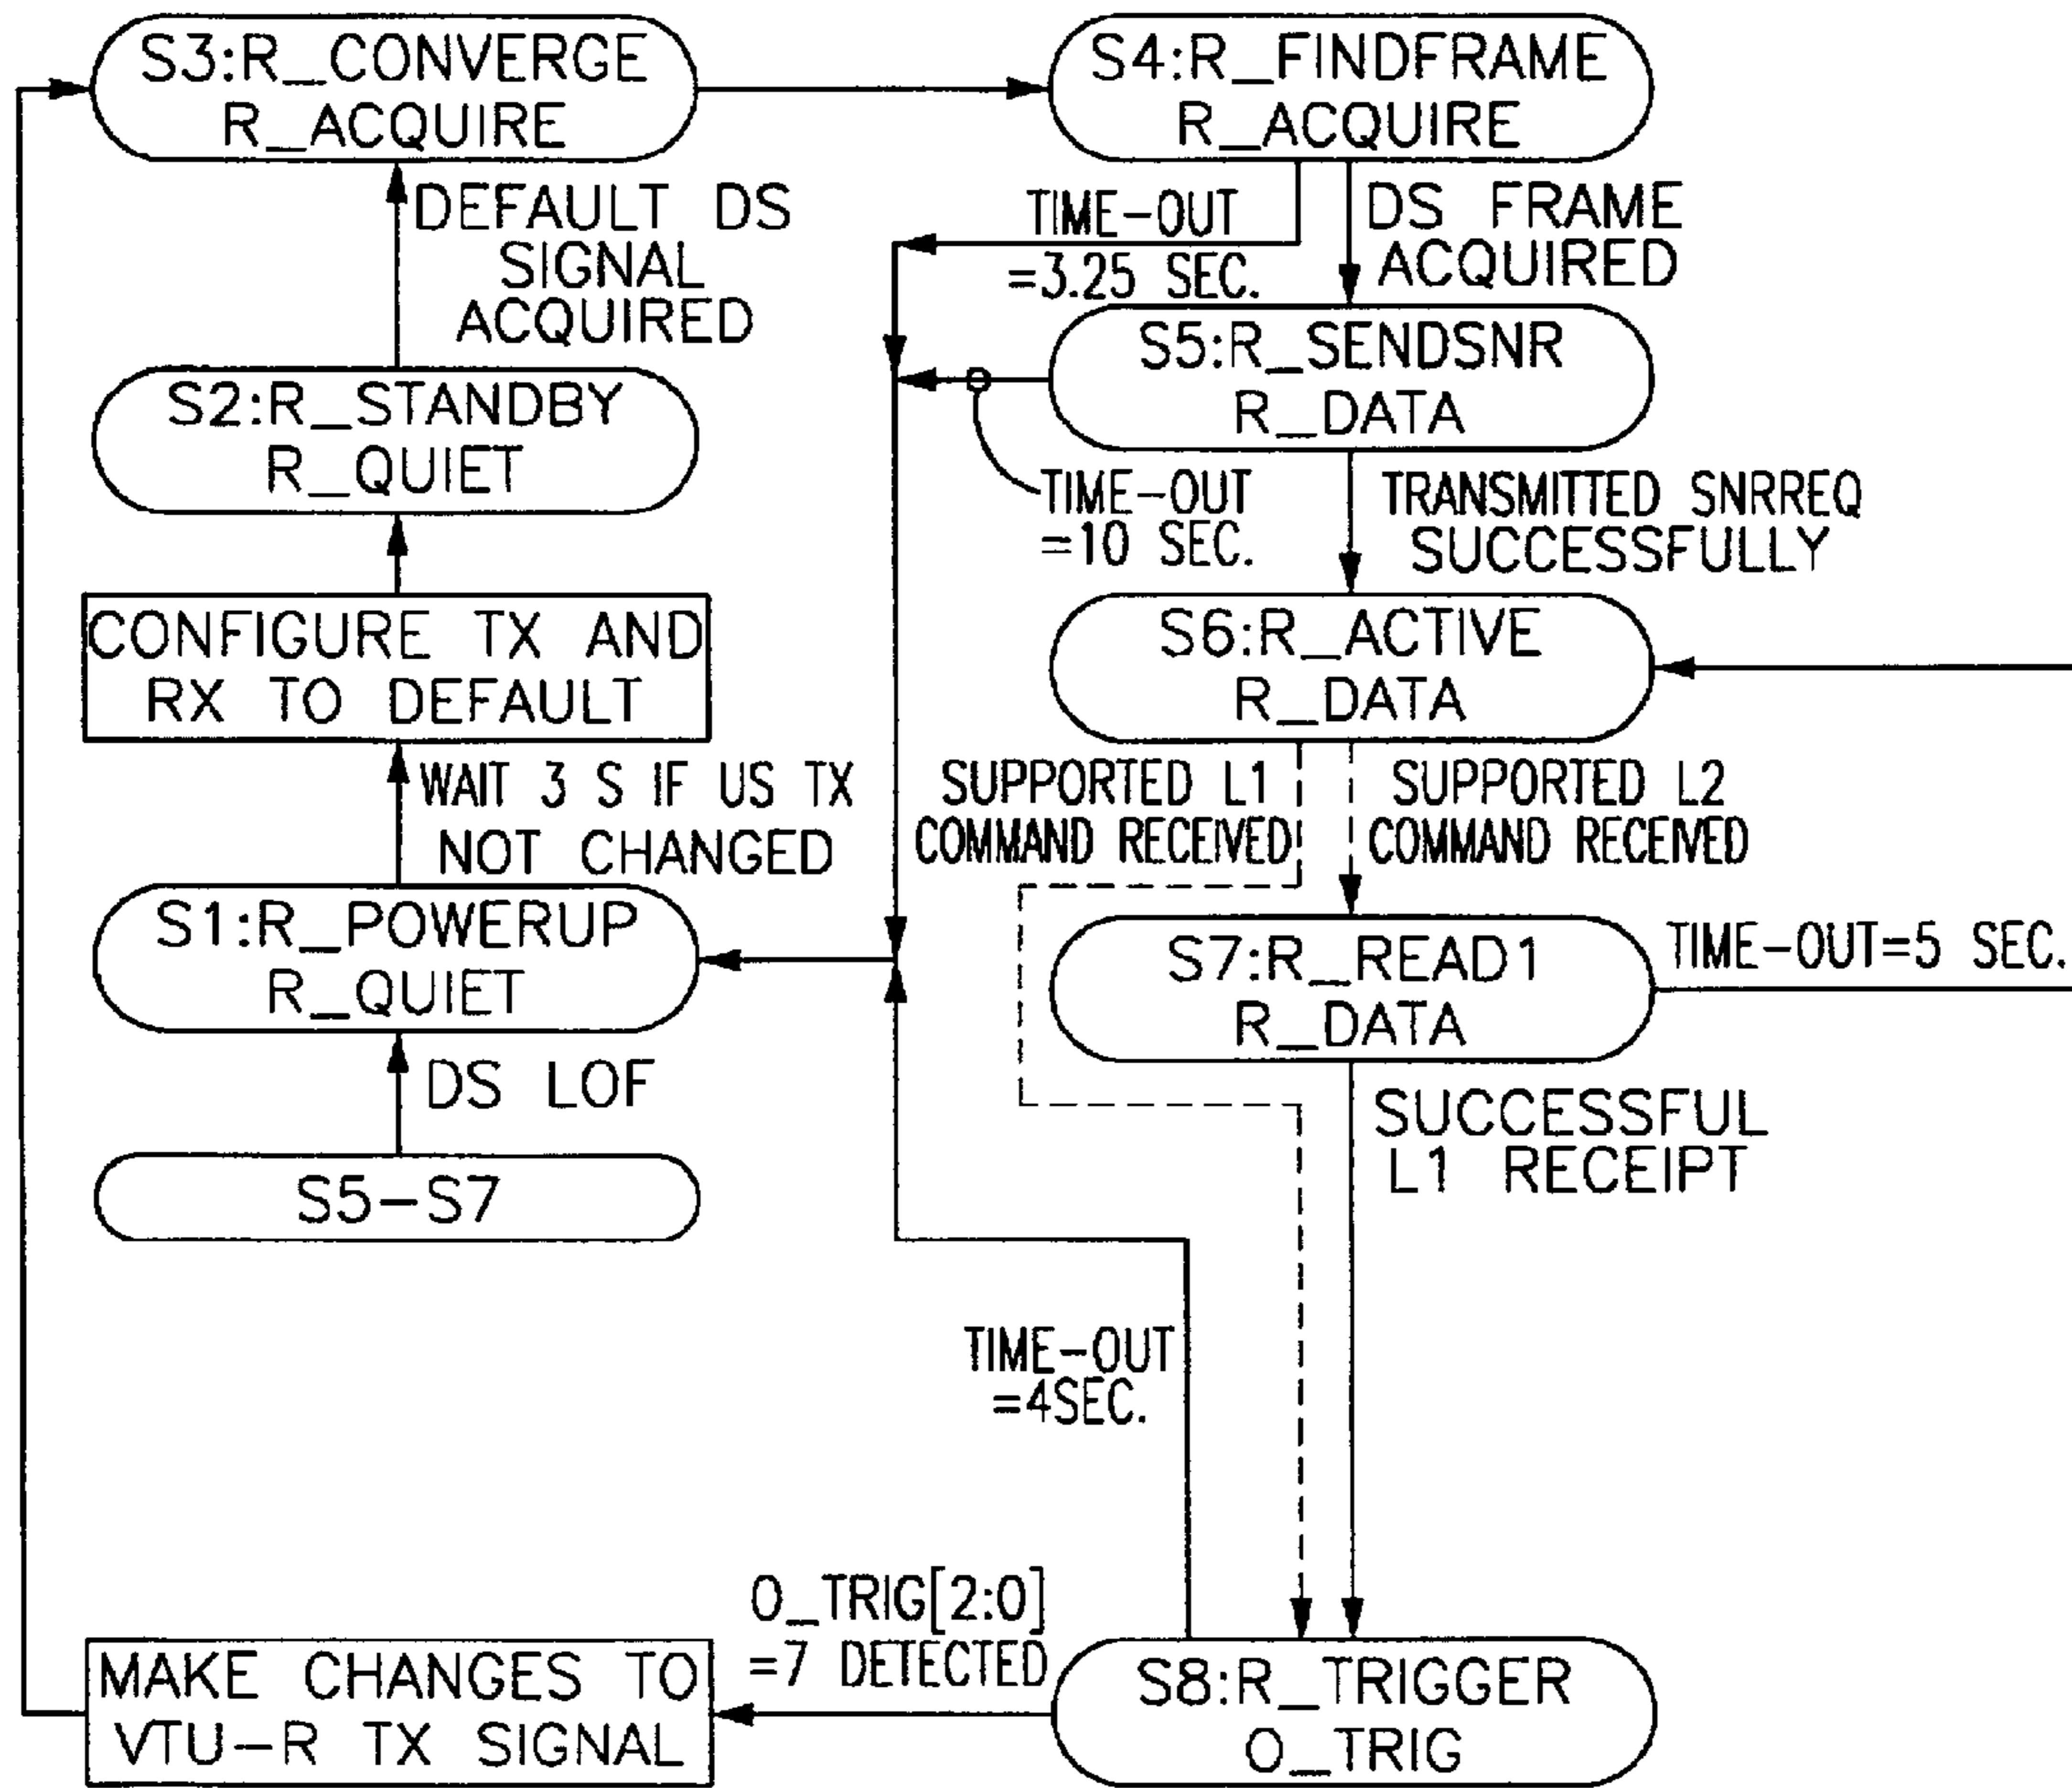 S3:R_CONVERGE
R_ACQUIRE
S4:R_FINDFRAME
R_ACQUIRE
DEFAULT DS
SIGNAL
ACQUIRED
TIME-OUT
=3.25 SEC.
DS FRAME
ACQUIRED
S5:R_SENDSNR
R_DATA
S2:R_STANDBY
R_QUIET
TIME-OUT
=10 SEC.
TRANSMITTED SNRREQ
SUCCESSFULLY
CONFIGURE TX AND
RX TO DEFAULT
S6:R_ACTIVE
R_DATA
WAIT 3 S IF US TX
NOT CHANGED
SUPPORTED L1
COMMAND RECEIVED
SUPPORTED L2
COMMAND RECEIVED
S1:R_POWERUP
R_QUIET
S7:R_READ1
R_DATA
TIME-OUT=5 SEC.
DS LOF
SUCCESSFUL
L1 RECEIPT
S5-S7
TIME-OUT
=4SEC.
O_TRIG[2:0]
=7 DETECTED
MAKE CHANGES TO
VTU-R TX SIGNAL
S8:R_TRIGGER
O_TRIG